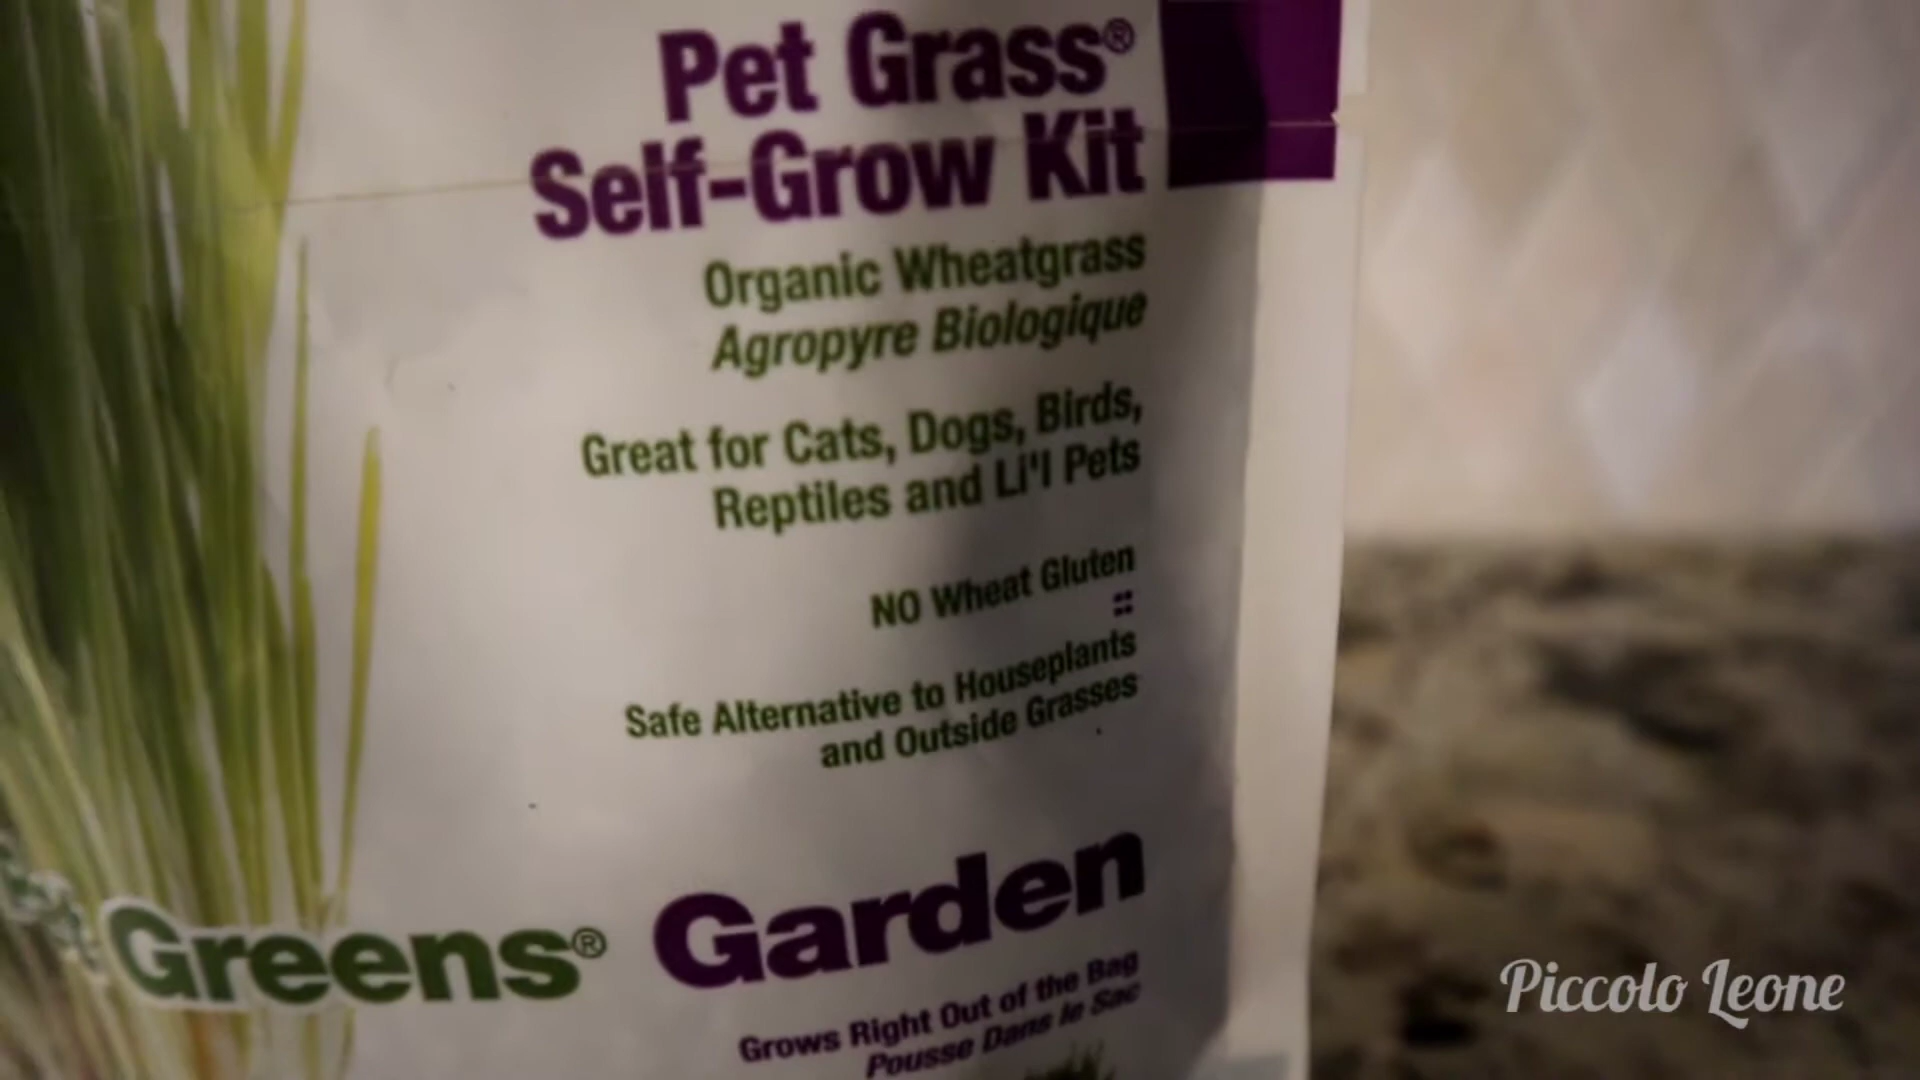 Pet Grass®
Self-Grow Kit
Organic Wheatgrass
Agropyre Biologique
Great for Cats, Dogs, Birds,
Reptiles and Li'l Pets
NO Wheat Gluten
::
Safe Alternative to Houseplants
and Outside Grasses
Greens® Garden
Grows Right Out of the Bag
Pousse Dans le Sac
Piccolo Leone